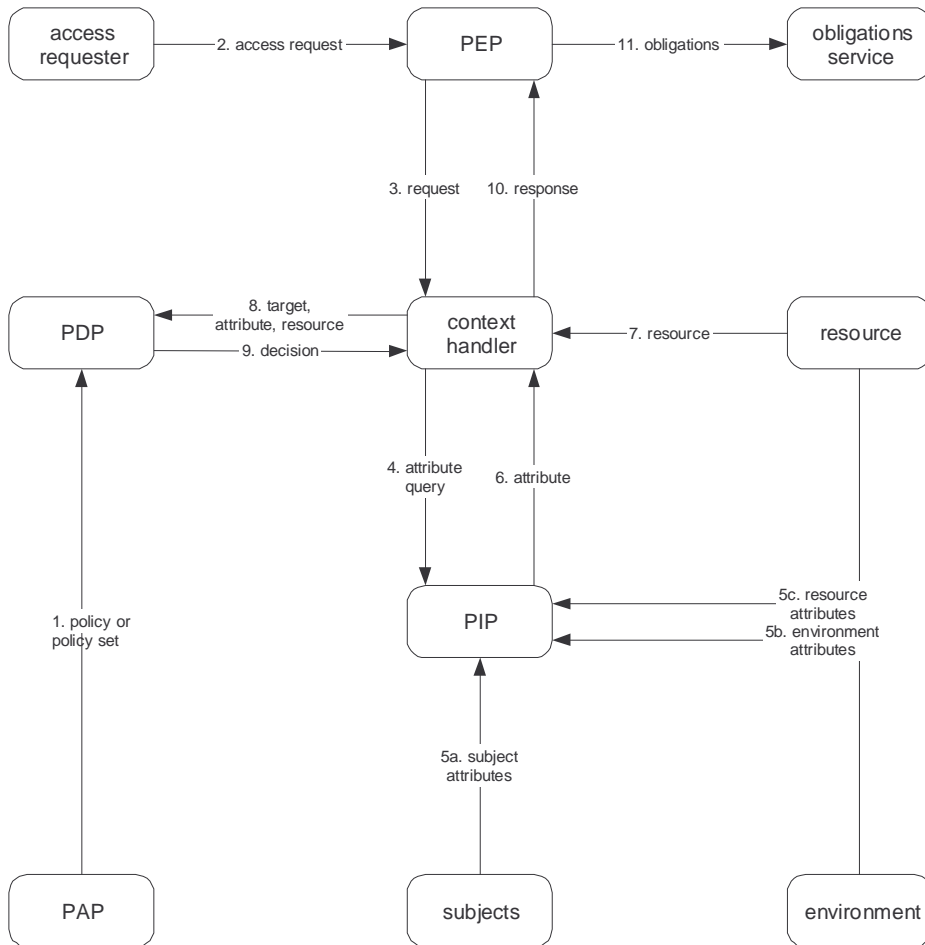 access
requester
2. access request
PEP
11. obligations
obligations
service
3. request
10. response
PDP
8. target,
attribute, resource
9. decision
context
handler
7. resource
resource
4. attribute
query
6. attribute
1. policy or
policy set
PIP
5c. resource
attributes
5b. environment
attributes
5a. subject
attributes
PAP
subjects
environment